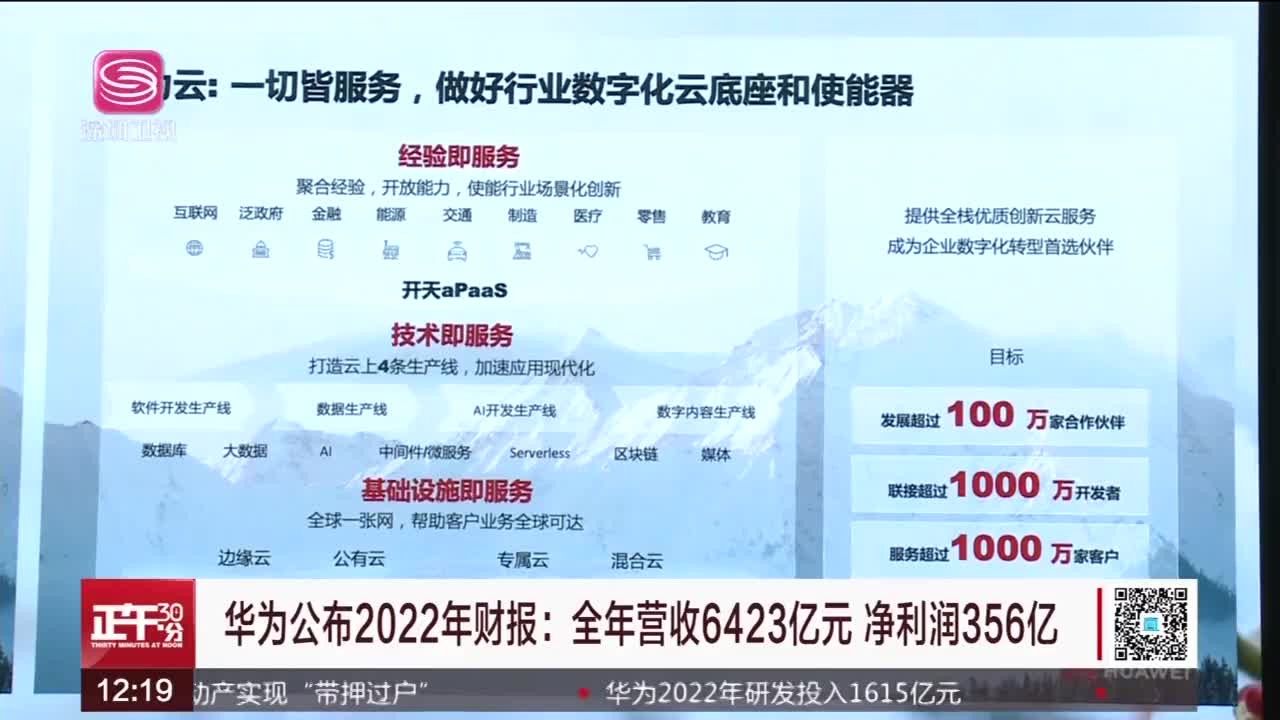 云：一切皆服务，做好行业数字化云底座和使能器
深圳卫视
经验即服务
聚合经验，开放能力，使能行业场景化创新
互联网 泛政府 金融 能源 交通 制造 医疗 零售 教育
开天aPaaS
技术即服务
打造云上4条生产线，加速应用现代化
软件开发生产线 数据生产线 AI开发生产线 数字内容生产线
数据库 大数据 AI 中间件/微服务 Serverless 区块链 媒体
基础设施即服务
全球一张网，帮助客户业务全球可达
边缘云 公有云 专属云 混合云
提供全栈优质创新云服务
成为企业数字化转型首选伙伴
目标
发展超过100万家合作伙伴
联接超过1000万开发者
服务超过1000万家客户
正午30分
THIRTY MINUTES AT NOON
华为公布2022年财报：全年营收6423亿元 净利润356亿
HUAWEI
12:19
动产实现“带押过户” 华为2022年研发投入1615亿元